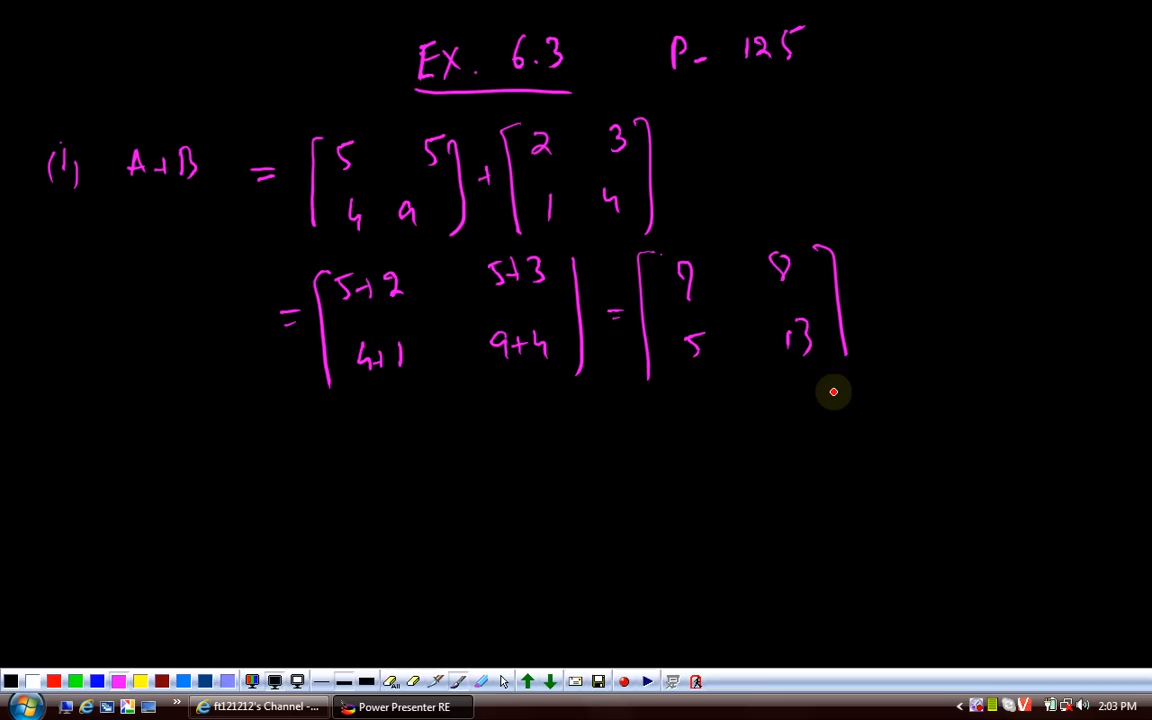 EX. 6.3 P- 125
(i) A+B = [5 5 + [2 3]
4 9] 1 4
= [5+2 5+3] = [7 8]
4+1 9+4 5 13
ft121212's Channel -... Power Presenter RE 2:03 PM